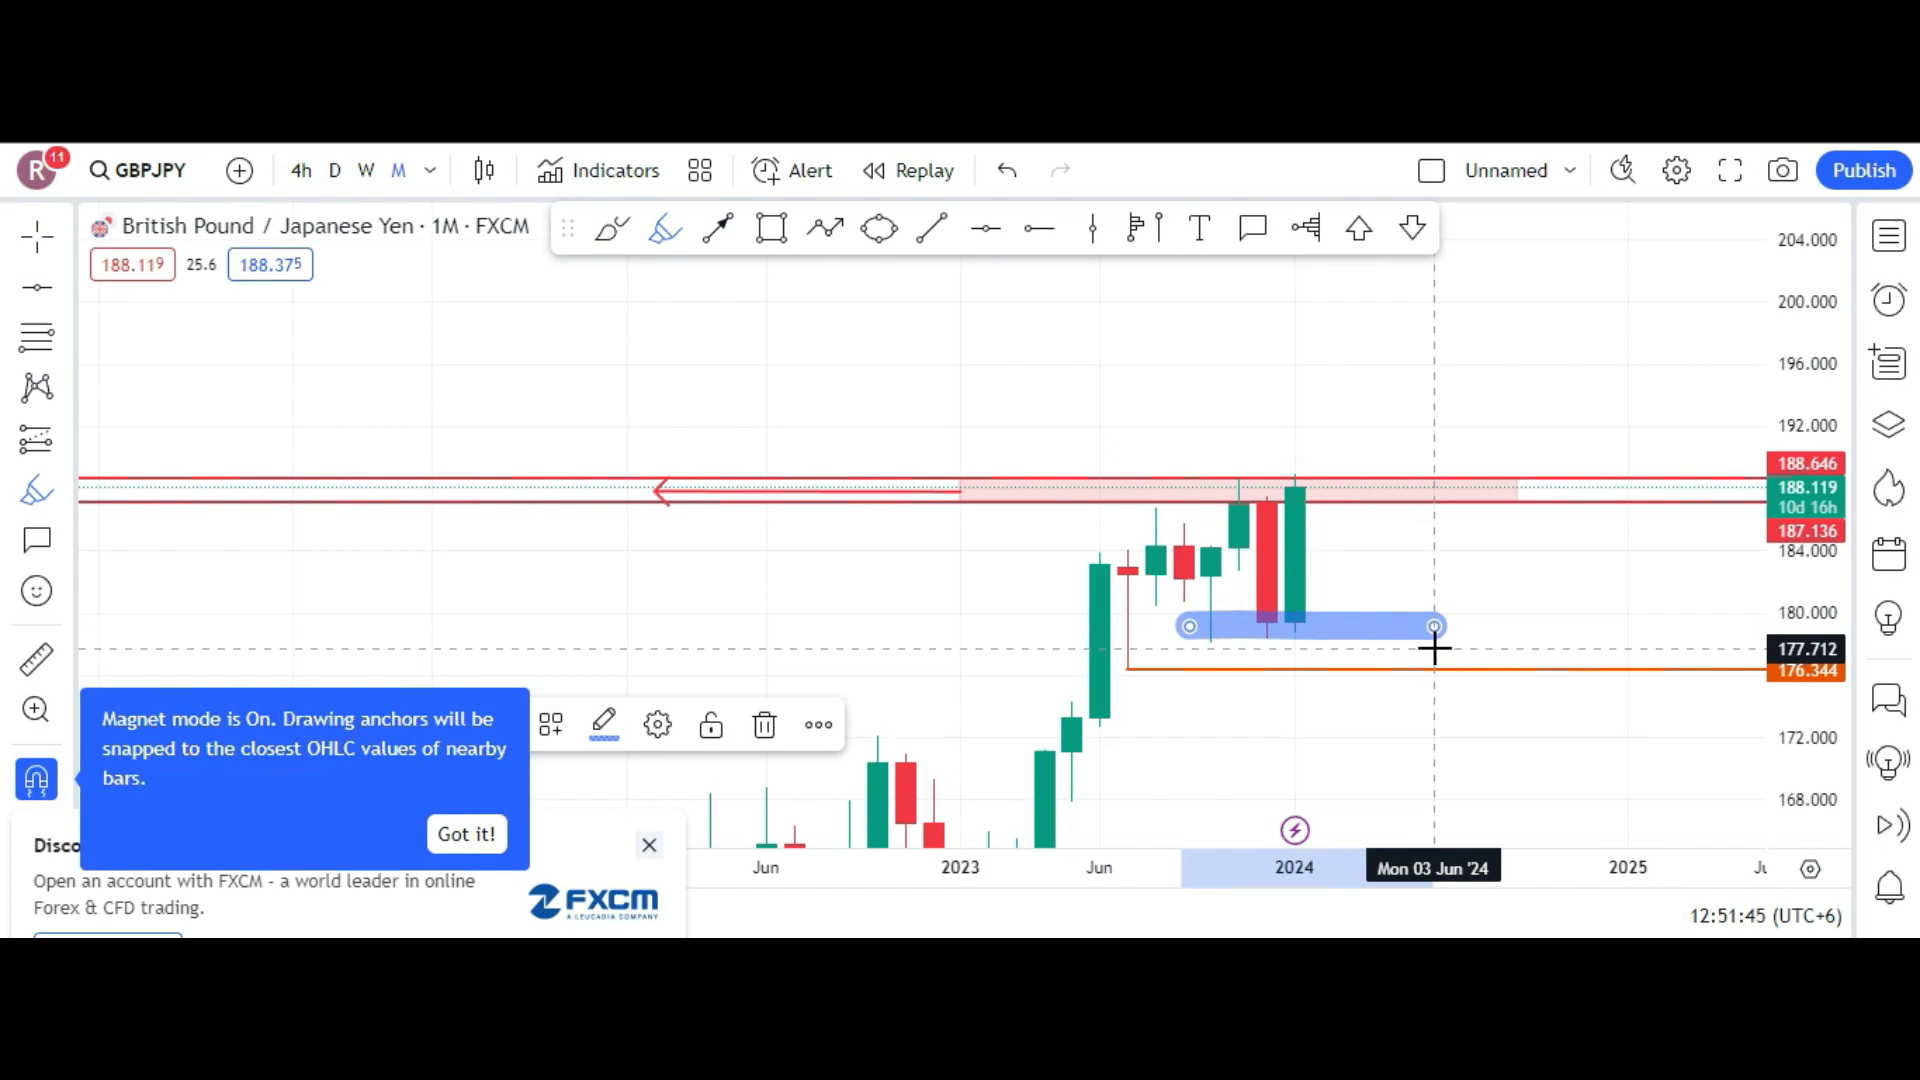 R 11 GBPJPY 4h D W M Indicators Alert Replay Unnamed Publish
British Pound / Japanese Yen · 1M · FXCM
188.119 25.6 188.375
T
204.000
200.000
196.000
192.000
188.646
188.119
10d 16h
187.136
184.000
180.000
177.712
176.344
172.000
168.000
Magnet mode is On. Drawing anchors will be
snapped to the closest OHLC values of nearby
bars.
Got it!
Disco
Open an account with FXCM - a world leader in online
Forex & CFD trading.
FXCM
A LEUCADIA COMPANY
Jun 2023 Jun 2024 Mon 03 Jun '24 2025
12:51:45 (UTC+6)